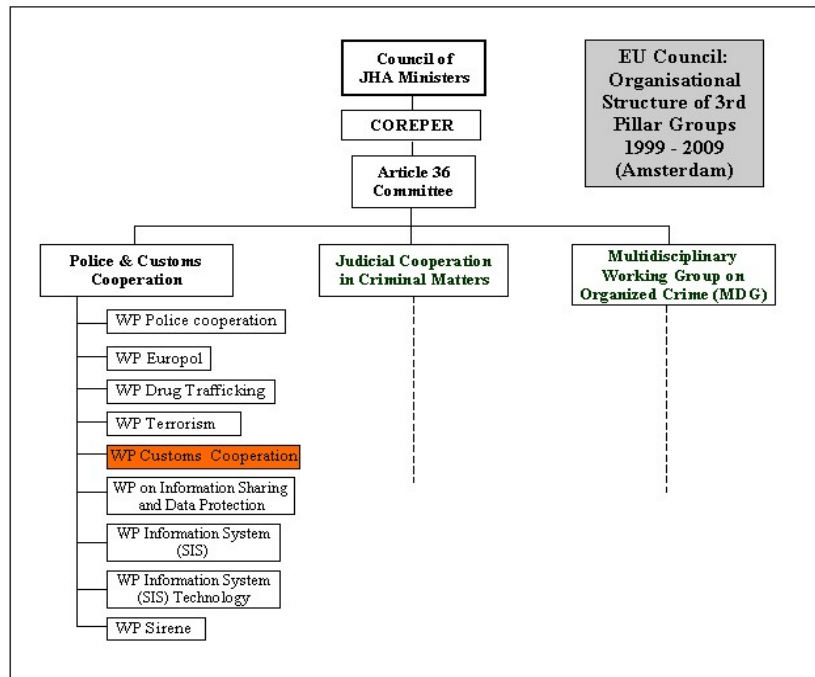 Council of
JHA Ministers
EU Council:
Organisational
Structure of 3rd
Pillar Groups
1999 - 2009
(Amsterdam)
COREPER
Article 36
Committee
Police & Customs
Cooperation
Judicial Cooperation
in Criminal Matters
Multidisciplinary
Working Group on
Organized Crime (MDG)
WP Police cooperation
WP Europol
WP Drug Trafficking
WP Terrorism
WP Customs Cooperation
WP on Information Sharing
and Data Protection
WP Information System
(SIS)
WP Information System
(SIS) Technology
WP Sirene